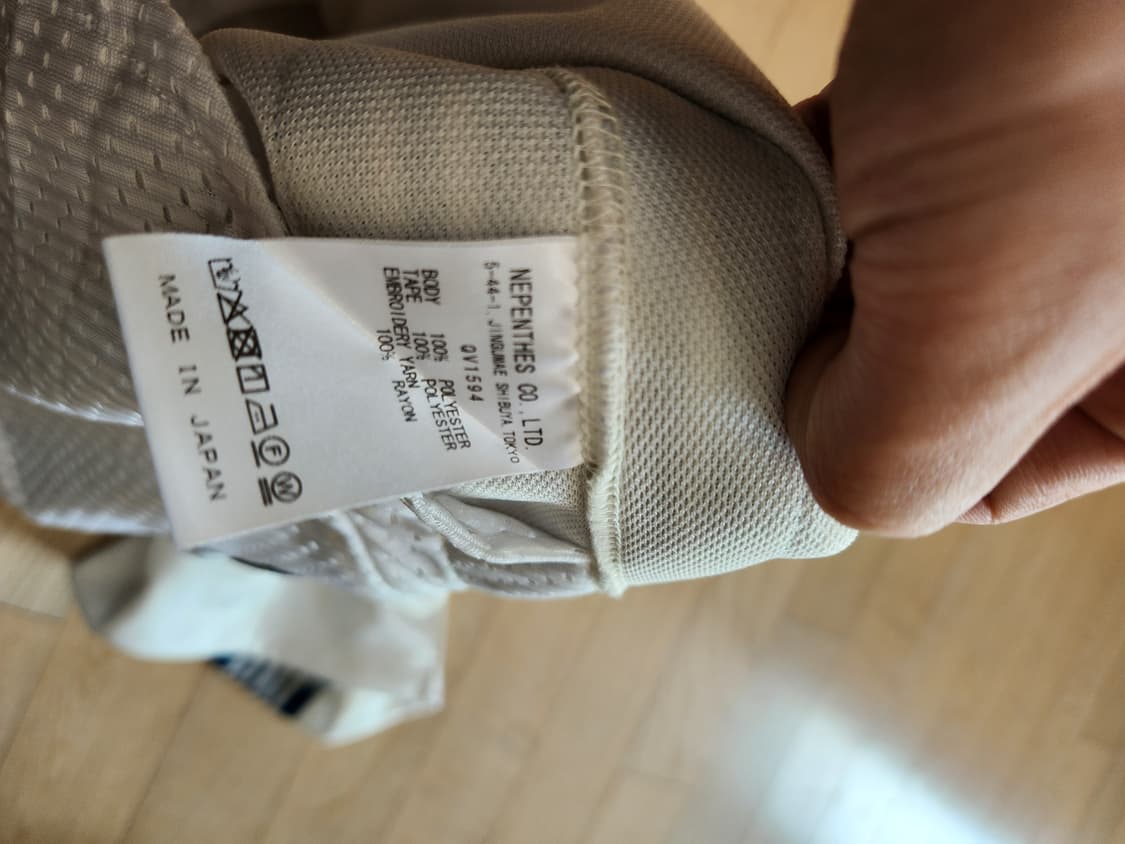 NEPENTHES CO.,LTD.
5-44-1, JINGUMAE SHIBUYA TOKYO
QV1594
BODY 100% POLYESTER
TAPE 100% POLYESTER
EMBROIDERY YARN
100% RAYON
F W
MADE IN JAPAN